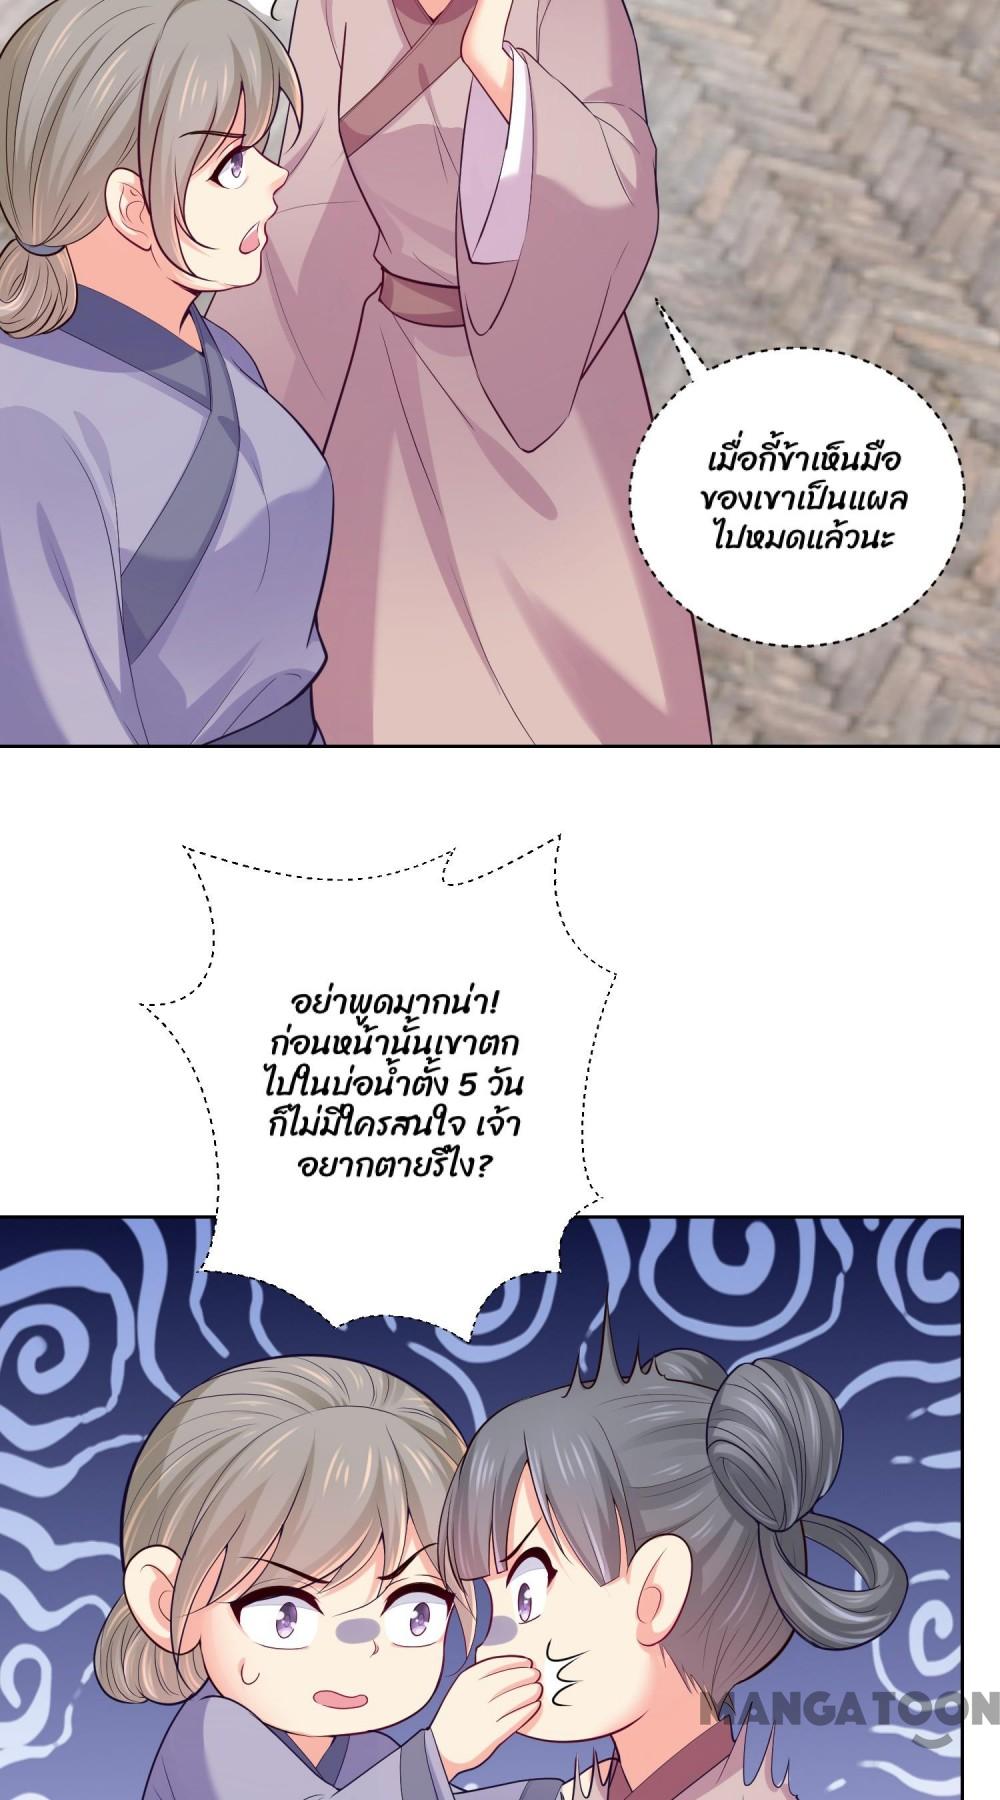 เมื่อกี้ข้าเห็นมือ
ของเขาเป็นแผล
ไปหมดแล้วนะ
อย่าพูดมากน่า!
ก่อนหน้านั้นเขาตก
ไปในบ่อน้ำตั้ง 5 วัน
ก็ไม่มีใครสนใจ เจ้า
อยากตายรึไง?
MANGATOON